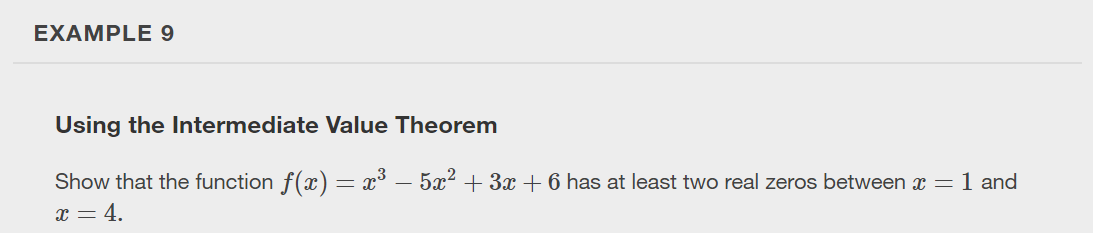 EXAMPLE 9
Using the Intermediate Value Theorem
Show that the function f(x) = x³ − 5x² + 3x + 6 has at least two real zeros between x = 1 and
x = 4.